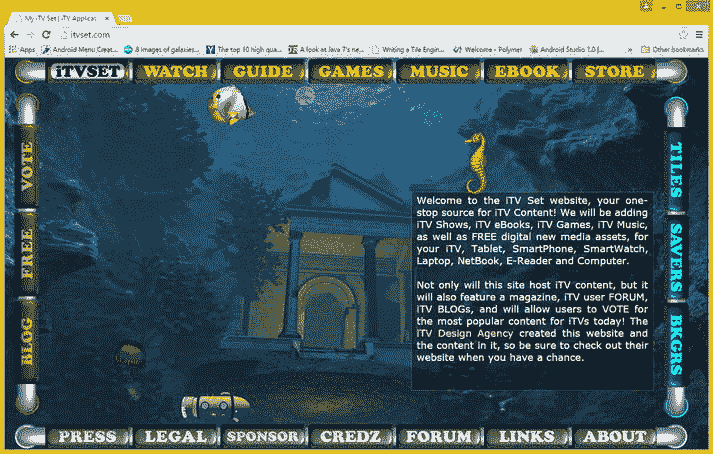 My iTV Set | iTV Applicat
itvset.com
Apps
Android Menu Creat...
8 images of galaxies...
The top 10 high qua...
A look at Java 7's ne...
Writing a Tile Engin...
Welcome - Polymer
Android Studio 1.0 (...
Other bookmarks
iTVSET WATCH GUIDE GAMES MUSIC EBOOK STORE
VOTE
FREE
BLOG
Welcome to the iTV Set website, your one-
stop source for iTV Content! We will be adding
iTV Shows, iTV eBooks, iTV Games, iTV Music,
as well as FREE digital new media assets, for
your iTV, Tablet, SmartPhone, SmartWatch,
Laptop, NetBook, E-Reader and Computer.
Not only will this site host iTV content, but it
will also feature a magazine, iTV user FORUM,
iTV BLOGs, and will allow users to VOTE for
the most popular content for iTVs today! The
iTV Design Agency created this website and
the content in it, so be sure to check out their
website when you have a chance.
TILES
SAVERS
BKGRS
PRESS LEGAL SPONSOR CREDZ FORUM LINKS ABOUT